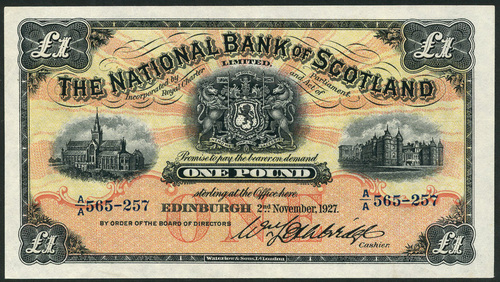 £1 £1
THE NATIONAL BANK OF SCOTLAND
LIMITED.
Incorporated by Royal Charter and Act of Parliament
Promise to pay the bearer on demand
ONE POUND
sterling at the Office here
A/A 565-257 A/A 565-257
EDINBURGH 2nd November, 1927.
BY ORDER OF THE BOARD OF DIRECTORS
Cashier.
£1 £1
Waterlow & Sons Ld. London